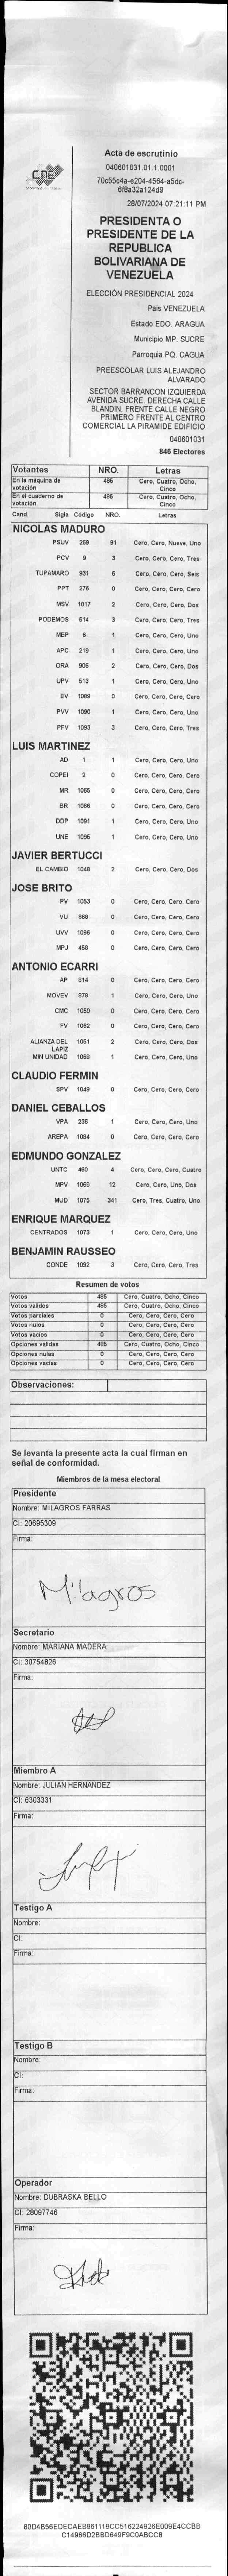 CNE
Acta de escrutinio
040601031.01.1.0001
70c55c4a-e204-4564-a5dc-
6f8a32a124d9
28/07/2024 07:21:11 PM
PRESIDENTA O
PRESIDENTE DE LA
REPUBLICA
BOLIVARIANA DE
VENEZUELA
ELECCIÓN PRESIDENCIAL 2024
Pais VENEZUELA
Estado EDO. ARAGUA
Municipio MP. SUCRE
Parroquia PQ. CAGUA
PREESCOLAR LUIS ALEJANDRO
ALVARADO
SECTOR BARRANCON IZQUIERDA
AVENIDA SUCRE. DERECHA CALLE
BLANDIN. FRENTE CALLE NEGRO
PRIMERO FRENTE AL CENTRO
COMERCIAL LA PIRAMIDE EDIFICIO
040601031
846 Electores
Votantes NRO. Letras
En la máquina de votación 485 Cero, Cuatro, Ocho, Cinco
En el cuaderno de votación 485 Cero, Cuatro, Ocho, Cinco
Cand. Sigla Código NRO. Letras
NICOLAS MADURO
PSUV 269 91 Cero, Cero, Nueve, Uno
PCV 9 3 Cero, Cero, Cero, Tres
TUPAMARO 931 6 Cero, Cero, Cero, Seis
PPT 276 0 Cero, Cero, Cero, Cero
MSV 1017 2 Cero, Cero, Cero, Dos
PODEMOS 614 3 Cero, Cero, Cero, Tres
MEP 6 1 Cero, Cero, Cero, Uno
APC 219 1 Cero, Cero, Cero, Uno
ORA 906 2 Cero, Cero, Cero, Dos
UPV 513 1 Cero, Cero, Cero, Uno
EV 1089 0 Cero, Cero, Cero, Cero
PVV 1090 1 Cero, Cero, Cero, Uno
PFV 1093 3 Cero, Cero, Cero, Tres
LUIS MARTINEZ
AD 1 1 Cero, Cero, Cero, Uno
COPEI 2 0 Cero, Cero, Cero, Cero
MR 1065 0 Cero, Cero, Cero, Cero
BR 1066 0 Cero, Cero, Cero, Cero
DDP 1091 1 Cero, Cero, Cero, Uno
UNE 1095 1 Cero, Cero, Cero, Uno
JAVIER BERTUCCI
EL CAMBIO 1048 2 Cero, Cero, Cero, Dos
JOSE BRITO
PV 1053 0 Cero, Cero, Cero, Cero
VU 868 0 Cero, Cero, Cero, Cero
UVV 1096 0 Cero, Cero, Cero, Cero
MPJ 458 0 Cero, Cero, Cero, Cero
ANTONIO ECARRI
AP 814 0 Cero, Cero, Cero, Cero
MOVEV 878 1 Cero, Cero, Cero, Uno
CMC 1050 0 Cero, Cero, Cero, Cero
FV 1062 0 Cero, Cero, Cero, Cero
ALIANZA DEL LAPIZ 1051 2 Cero, Cero, Cero, Dos
MIN UNIDAD 1068 1 Cero, Cero, Cero, Uno
CLAUDIO FERMIN
SPV 1049 0 Cero, Cero, Cero, Cero
DANIEL CEBALLOS
VPA 236 1 Cero, Cero, Cero, Uno
AREPA 1084 0 Cero, Cero, Cero, Cero
EDMUNDO GONZALEZ
UNTC 460 4 Cero, Cero, Cero, Cuatro
MPV 1069 12 Cero, Cero, Uno, Dos
MUD 1075 341 Cero, Tres, Cuatro, Uno
ENRIQUE MARQUEZ
CENTRADOS 1073 1 Cero, Cero, Cero, Uno
BENJAMIN RAUSSEO
CONDE 1092 3 Cero, Cero, Cero, Tres
Resumen de votos
Votos 485 Cero, Cuatro, Ocho, Cinco
Votos validos 485 Cero, Cuatro, Ocho, Cinco
Votos parciales 0 Cero, Cero, Cero, Cero
Votos nulos 0 Cero, Cero, Cero, Cero
Votos vacios 0 Cero, Cero, Cero, Cero
Opciones validas 485 Cero, Cuatro, Ocho, Cinco
Opciones nulas 0 Cero, Cero, Cero, Cero
Opciones vacias 0 Cero, Cero, Cero, Cero
Observaciones:
Se levanta la presente acta la cual firman en
señal de conformidad.
Miembros de la mesa electoral
Presidente
Nombre: MILAGROS FARRAS
CI: 20695309
Firma:
Milagros
Secretario
Nombre: MARIANA MADERA
CI: 30754826
Firma:
Miembro A
Nombre: JULIAN HERNANDEZ
CI: 6303331
Firma:
Testigo A
Nombre:
CI:
Firma:
Testigo B
Nombre:
CI:
Firma:
Operador
Nombre: DUBRASKA BELLO
CI: 28097746
Firma:
80D4B56EDECAEB961119CC516224926E009E4CCBB
C14966D2BBD649F9C0ABCC8